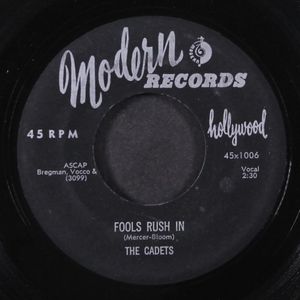 Modern
RECORDS
hollywood
45 RPM
45x1006
ASCAP
Bregman, Vocco &
(3099)
Vocal
2:30
FOOLS RUSH IN
(Mercer-Bloom)
THE CADETS